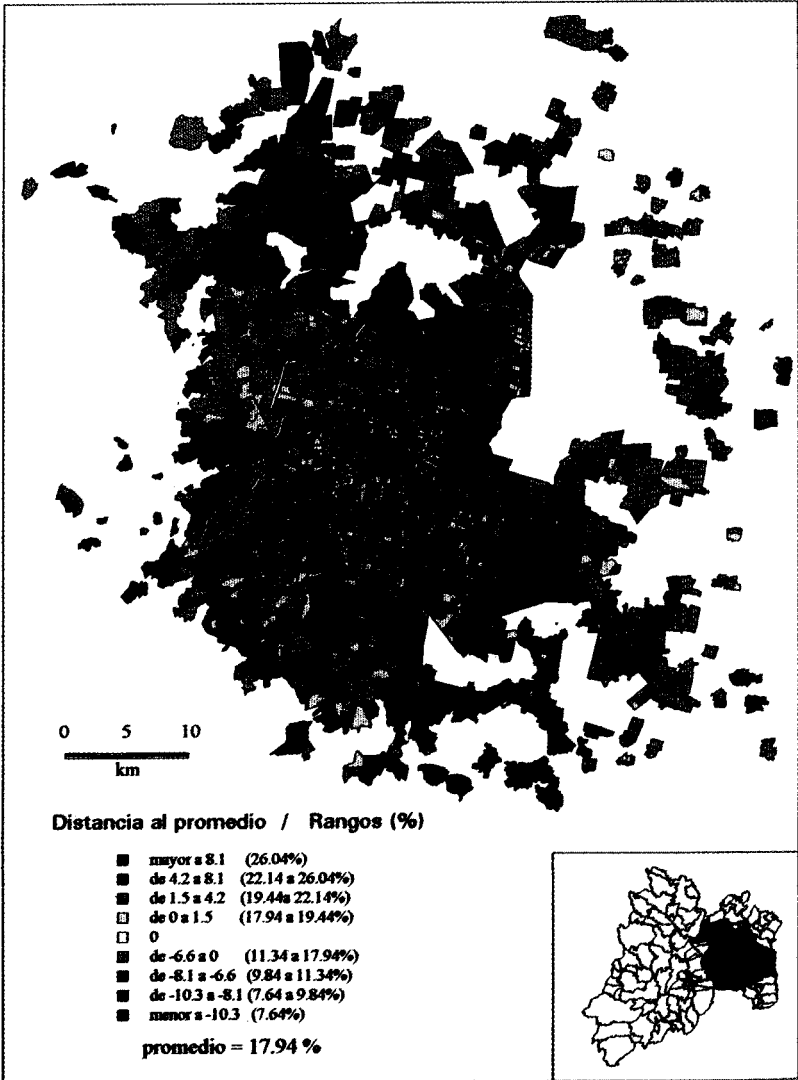 0 5 10
km
Distancia al promedio / Rangos (%)
mayor a 8.1 (26.04%)
de 4.2 a 8.1 (22.14 a 26.04%)
de 1.5 a 4.2 (19.44a 22.14%)
de 0 a 1.5 (17.94 a 19.44%)
0
de -6.6 a 0 (11.34 a 17.94%)
de -8.1 a -6.6 (9.84 a 11.34%)
de -10.3 a -8.1 (7.64 a 9.84%)
menor a -10.3 (7.64%)
promedio = 17.94 %